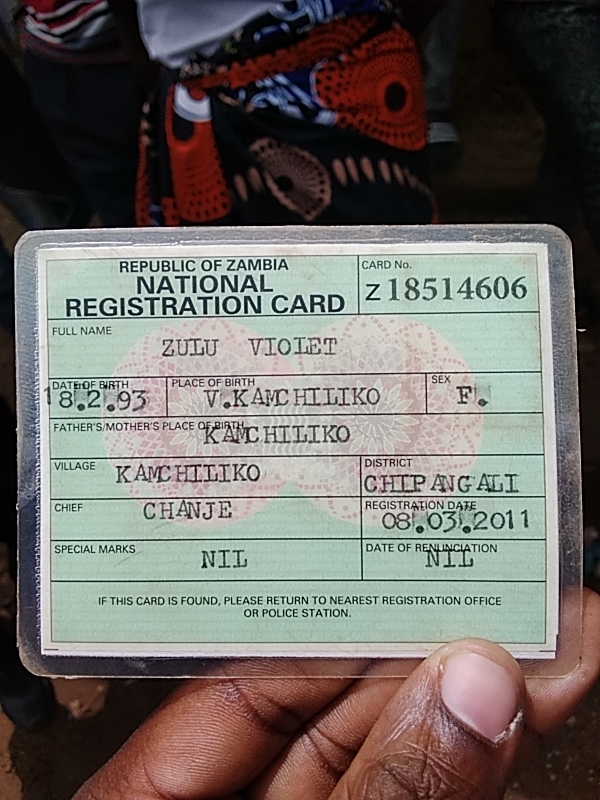 REPUBLIC OF ZAMBIA
NATIONAL
REGISTRATION CARD
CARD No.
Z 18514606
FULL NAME
ZULU VIOLET
DATE OF BIRTH
18.2.93
PLACE OF BIRTH
V.KAMCHILIKO
SEX
F.
FATHER'S/MOTHER'S PLACE OF BIRTH
KAMCHILIKO
VILLAGE
KAMCHILIKO
DISTRICT
CHIPANGALI
CHIEF
CHANJE
REGISTRATION DATE
08.03.2011
SPECIAL MARKS
NIL
DATE OF RENUNCIATION
NIL
IF THIS CARD IS FOUND, PLEASE RETURN TO NEAREST REGISTRATION OFFICE
OR POLICE STATION.